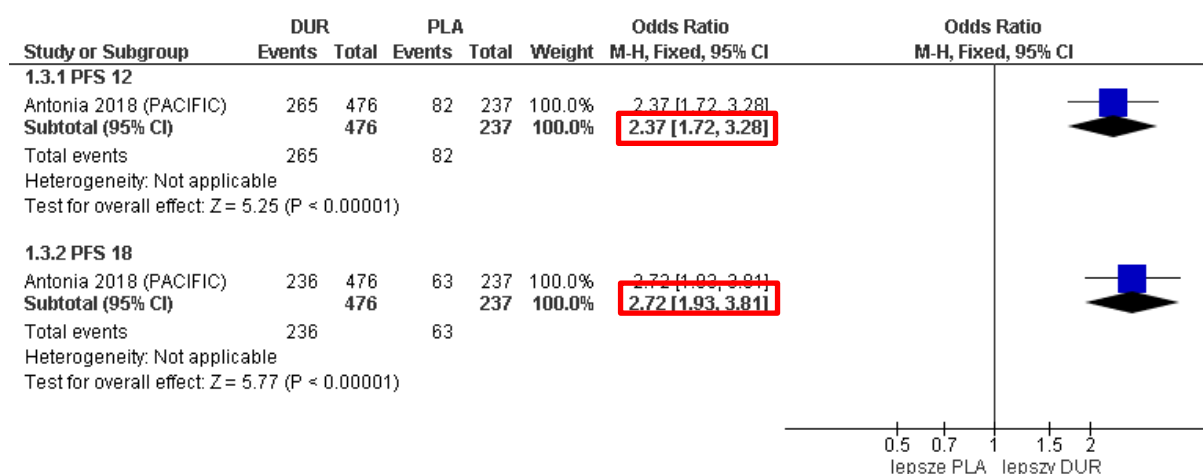 DUR PLA Odds Ratio Odds Ratio
Study or Subgroup Events Total Events Total Weight M-H, Fixed, 95% CI M-H, Fixed, 95% CI
1.3.1 PFS 12
Antonia 2018 (PACIFIC) 265 476 82 237 100.0% 2.37 [1.72, 3.28]
Subtotal (95% CI) 476 237 100.0% 2.37 [1.72, 3.28]
Total events 265 82
Heterogeneity: Not applicable
Test for overall effect: Z = 5.25 (P < 0.00001)
1.3.2 PFS 18
Antonia 2018 (PACIFIC) 236 476 63 237 100.0% 2.72 [1.93, 3.81]
Subtotal (95% CI) 476 237 100.0% 2.72 [1.93, 3.81]
Total events 236 63
Heterogeneity: Not applicable
Test for overall effect: Z = 5.77 (P < 0.00001)
0.5 0.7 1 1.5 2
lepsze PLA lepszy DUR